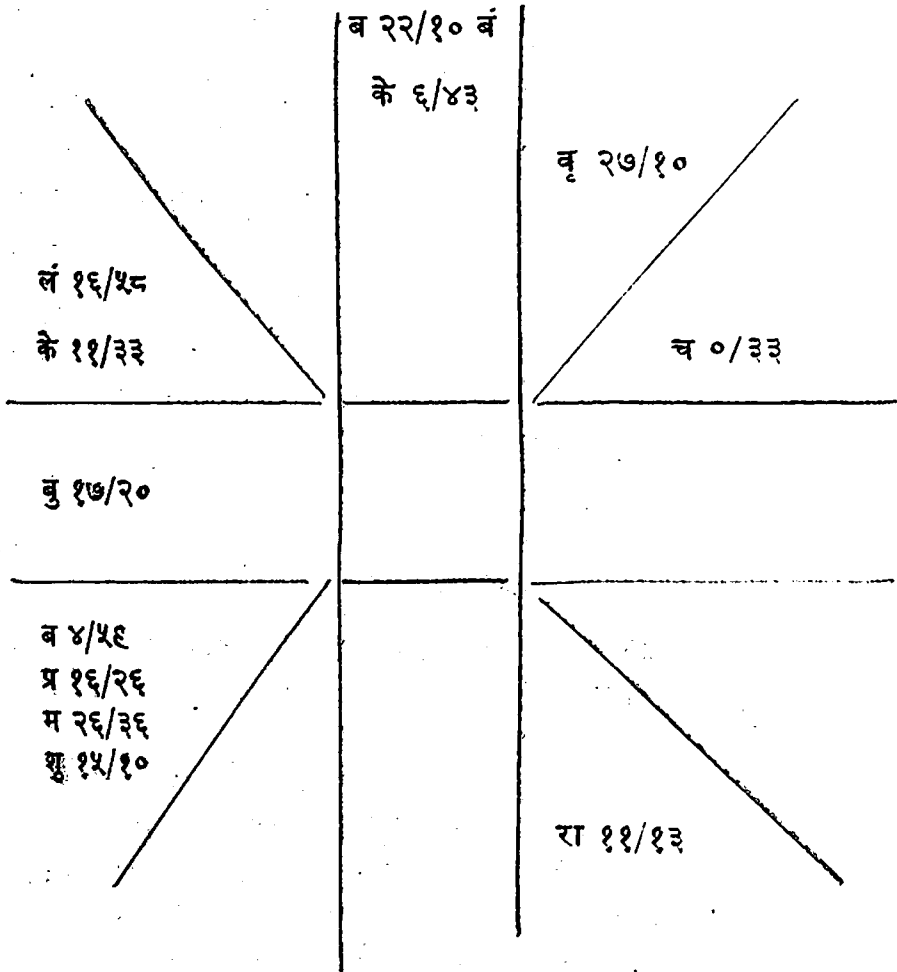 ब २२/१० बं
के ६/४३
बृ २७/१०
लं १६/५८
के ११/३३
च ०/३३
बु १७/२०
ब ४/५६
प्र १६/२६
म २६/३६
शु १५/१०
रा ११/१३